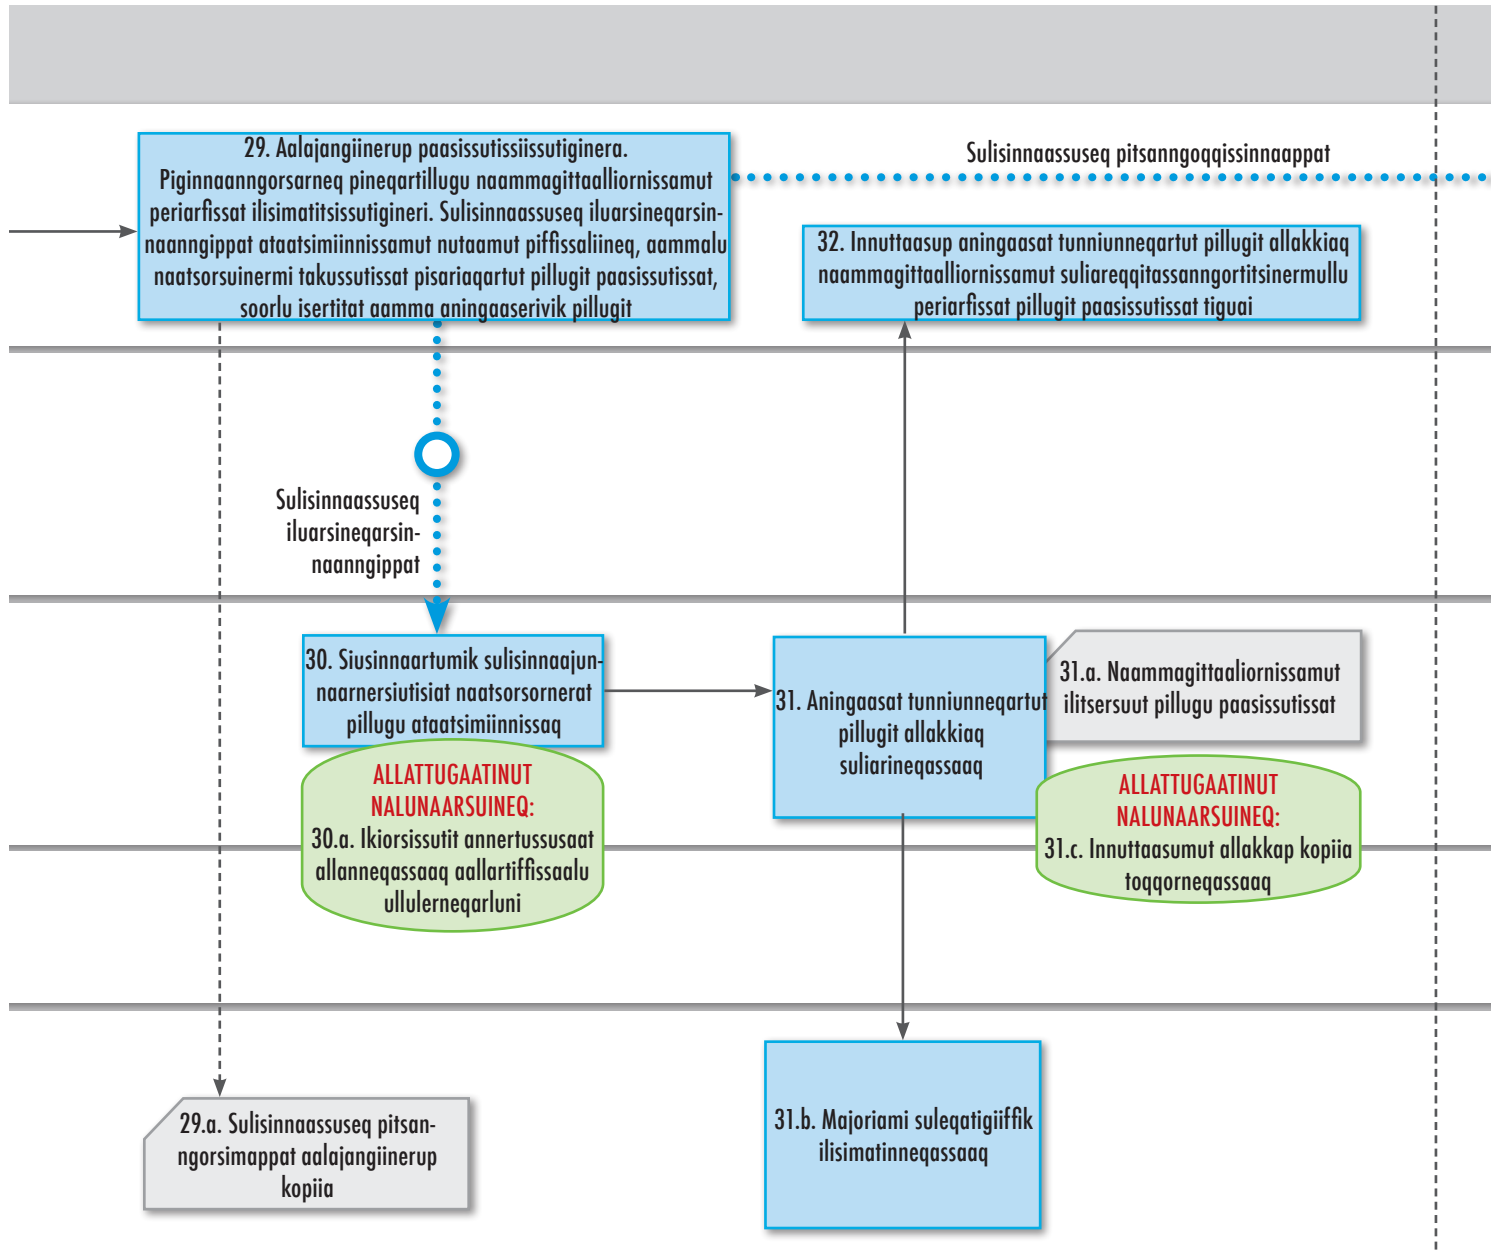 29. Aalajangiinerup paasissutissiissutiginera.
Piginnaanngorsarneq pineqartillugu naammagittaalliornissamut
periarfissat ilisimatitsissutigineri. Sulisinnaassuseq iluarsineqarsin-
naanngippat ataatsimiinnissamut nutaamut piffissaliineq, aammalu
naatsorsuinermi takussutissat pisariaqartut pillugit paasissutissat,
soorlu isertitat aamma aningaaserivik pillugit
Sulisinnaassuseq pitsanngoqqissinnaappat
32. Innuttaasup aningaasat tunniunneqartut pillugit allakkiaq
naammagittaalliornissamut suliareqqitassanngortitsinermullu
periarfissat pillugit paasissutissat tiguai
Sulisinnaassuseq
iluarsineqarsin-
naanngippat
30. Siusinnaartumik sulisinnaajun-
naarnersiutisiat naatsorsornerat
pillugu ataatsimiinnissaq
ALLATTUGAATINUT
NALUNAARSUINEQ:
30.a. Ikiorsissutit annertussusaat
allanneqassaaq aallartiffissaalu
ullulerneqarluni
31. Aningaasat tunniunneqartut
pillugit allakkiaq
suliarineqassaaq
31.a. Naammagittaaliornissamut
ilitsersuut pillugu paasissutissat
ALLATTUGAATINUT
NALUNAARSUINEQ:
31.c. Innuttaasumut allakkap kopiia
toqqorneqassaaq
29.a. Sulisinnaassuseq pitsan-
ngorsimappat aalajangiinerup
kopiia
31.b. Majoriami suleqatigiiffik
ilisimatinneqassaaq